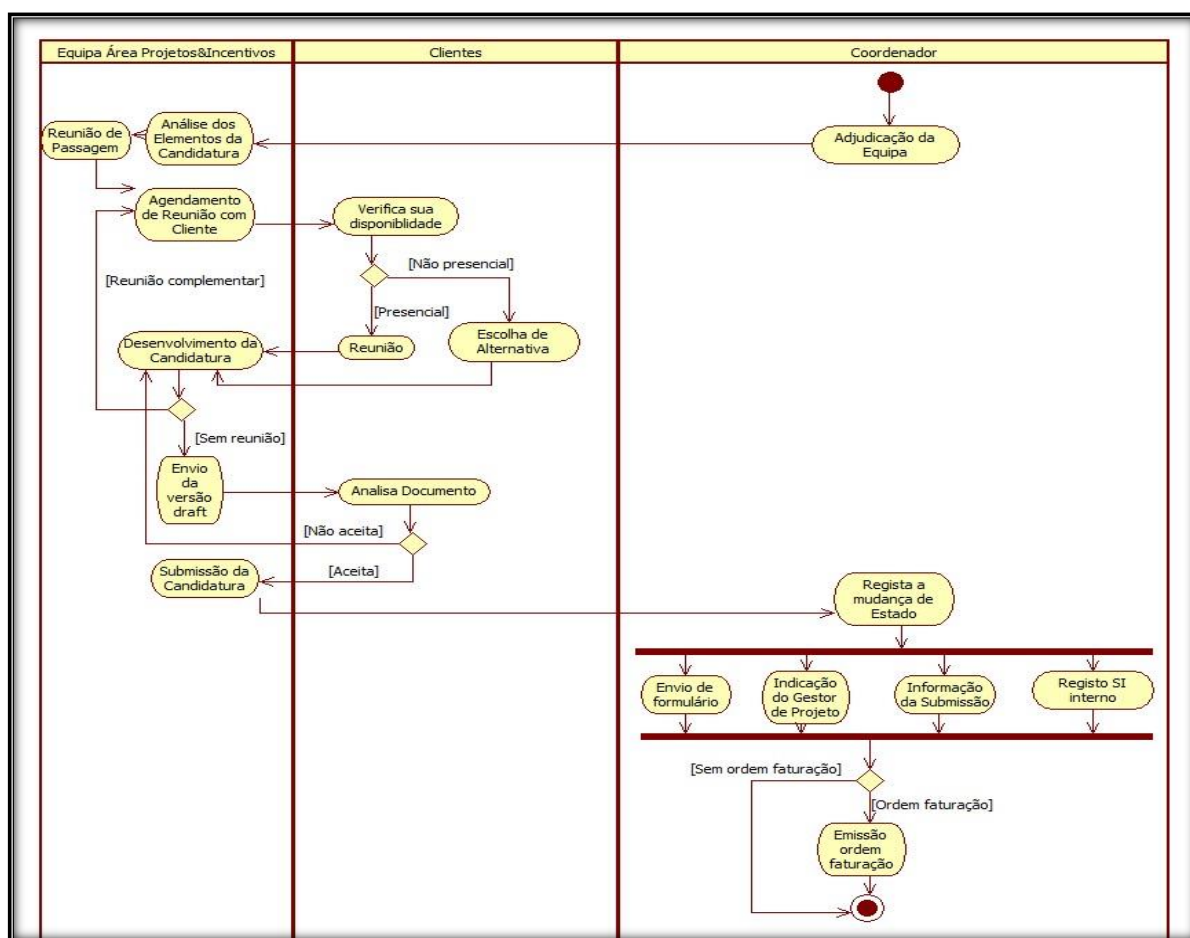 Equipa Área Projetos&Incentivos
Clientes
Coordenador
Reunião de
Passagem
Análise dos
Elementos da
Candidatura
Adjudicação da
Equipa
Agendamento
de Reunião com
Cliente
Verifica sua
disponiblidade
[Não presencial]
[Reunião complementar]
[Presencial]
Desenvolvimento da
Candidatura
Reunião
Escolha de
Alternativa
[Sem reunião]
Envio
da
versão
draft
Analisa Documento
[Não aceita]
[Aceita]
Submissão da
Candidatura
Regista a
mudança de
Estado
Envio de
formulário
Indicação
do Gestor
de Projeto
Informação
da Submissão
Registo SI
interno
[Sem ordem faturação]
[Ordem faturação]
Emissão
ordem
faturação